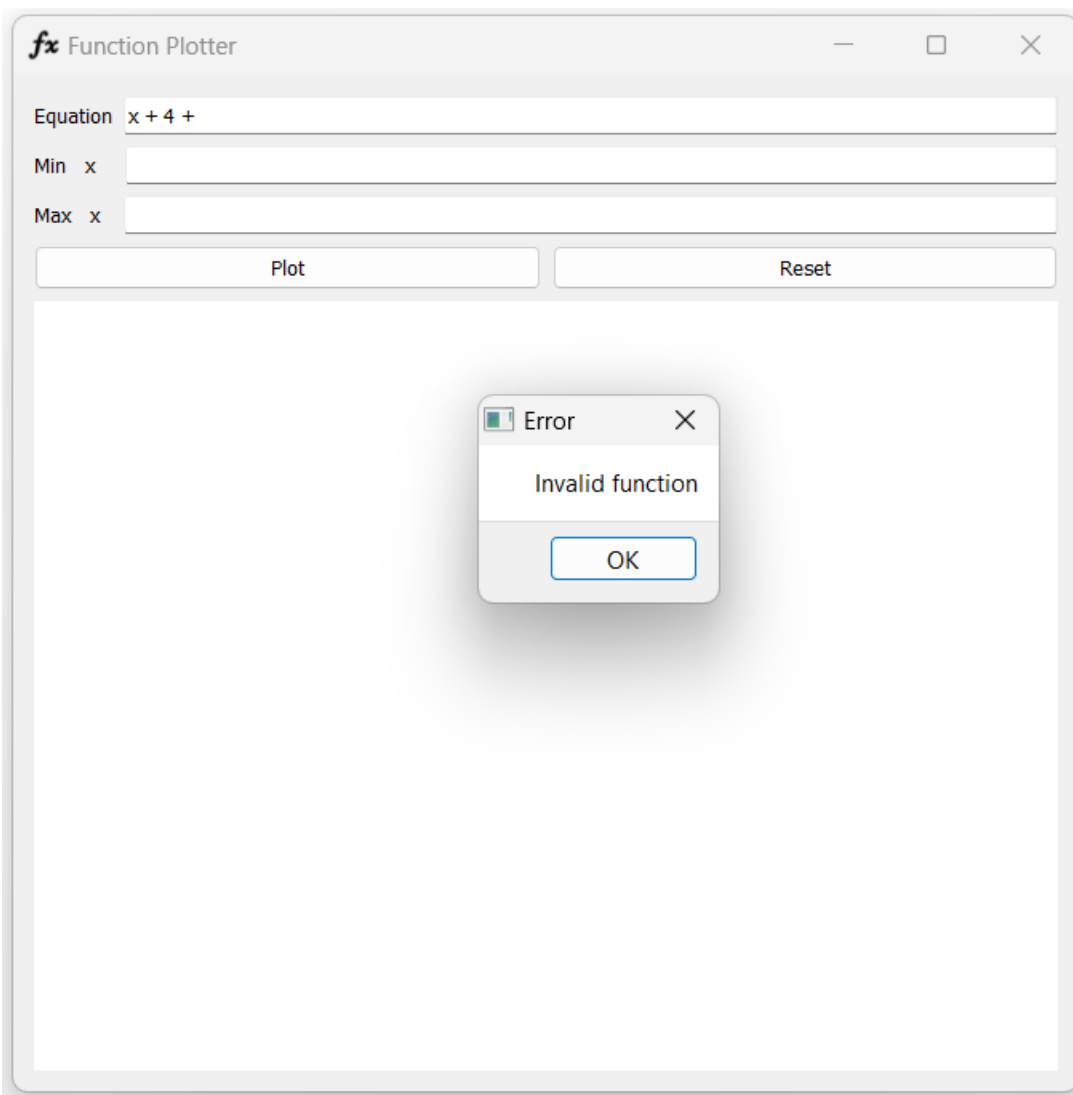 fx Function Plotter
Equation x + 4 +
Min x
Max x
Plot Reset
Error
Invalid function
OK